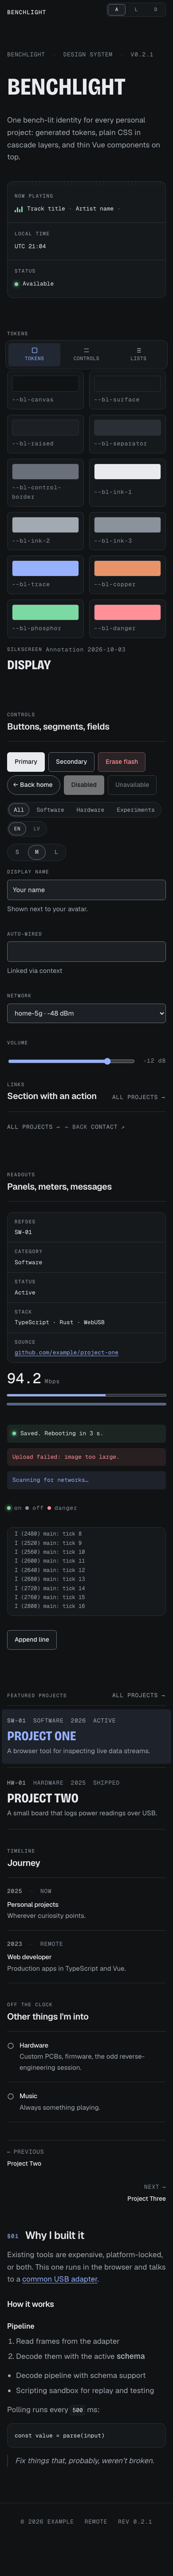 BENCHLIGHT
A L D
BENCHLIGHT DESIGN SYSTEM V0.2.1
BENCHLIGHT
One bench-lit identity for every personal
project: generated tokens, plain CSS in
cascade layers, and thin Vue components on
top.
NOW PLAYING
Track title · Artist name
LOCAL TIME
UTC 21:04
STATUS
Available
TOKENS
TOKENS CONTROLS LISTS
--bl-canvas --bl-surface
--bl-raised --bl-separator
--bl-control-
border
--bl-ink-1
--bl-ink-2 --bl-ink-3
--bl-trace --bl-copper
--bl-phosphor --bl-danger
SILKSCREEN Annotation 2026-10-03
DISPLAY
CONTROLS
Buttons, segments, fields
Primary Secondary Erase flash
← Back home Disabled Unavailable
All Software Hardware Experiments
EN LV
S M L
DISPLAY NAME
Your name
Shown next to your avatar.
AUTO-WIRED
Linked via context
NETWORK
home-5g · -48 dBm
VOLUME
-12 dB
LINKS
Section with an action ALL PROJECTS →
ALL PROJECTS → ← BACK CONTACT ↗
READOUTS
Panels, meters, messages
REFDES
SW-01
CATEGORY
Software
STATUS
Active
STACK
TypeScript · Rust · WebUSB
SOURCE
github.com/example/project-one
94.2 Mbps
Saved. Rebooting in 3 s.
Upload failed: image too large.
Scanning for networks…
on off danger
I (2480) main: tick 8
I (2520) main: tick 9
I (2560) main: tick 10
I (2600) main: tick 11
I (2640) main: tick 12
I (2680) main: tick 13
I (2720) main: tick 14
I (2760) main: tick 15
I (2800) main: tick 16
Append line
FEATURED PROJECTS ALL PROJECTS →
SW-01 SOFTWARE 2026 ACTIVE
PROJECT ONE
A browser tool for inspecting live data streams.
HW-01 HARDWARE 2025 SHIPPED
PROJECT TWO
A small board that logs power readings over USB.
TIMELINE
Journey
2025 NOW
Personal projects
Wherever curiosity points.
2023 REMOTE
Web developer
Production apps in TypeScript and Vue.
OFF THE CLOCK
Other things I'm into
Hardware
Custom PCBs, firmware, the odd reverse-
engineering session.
Music
Always something playing.
← PREVIOUS
Project Two
NEXT →
Project Three
§01 Why I built it
Existing tools are expensive, platform-locked,
or both. This one runs in the browser and talks
to a common USB adapter.
How it works
Pipeline
1. Read frames from the adapter
2. Decode them with the active schema
• Decode pipeline with schema support
• Scripting sandbox for replay and testing
Polling runs every 500 ms:
const value = parse(input)
Fix things that, probably, weren't broken.
© 2026 EXAMPLE REMOTE REV 0.2.1